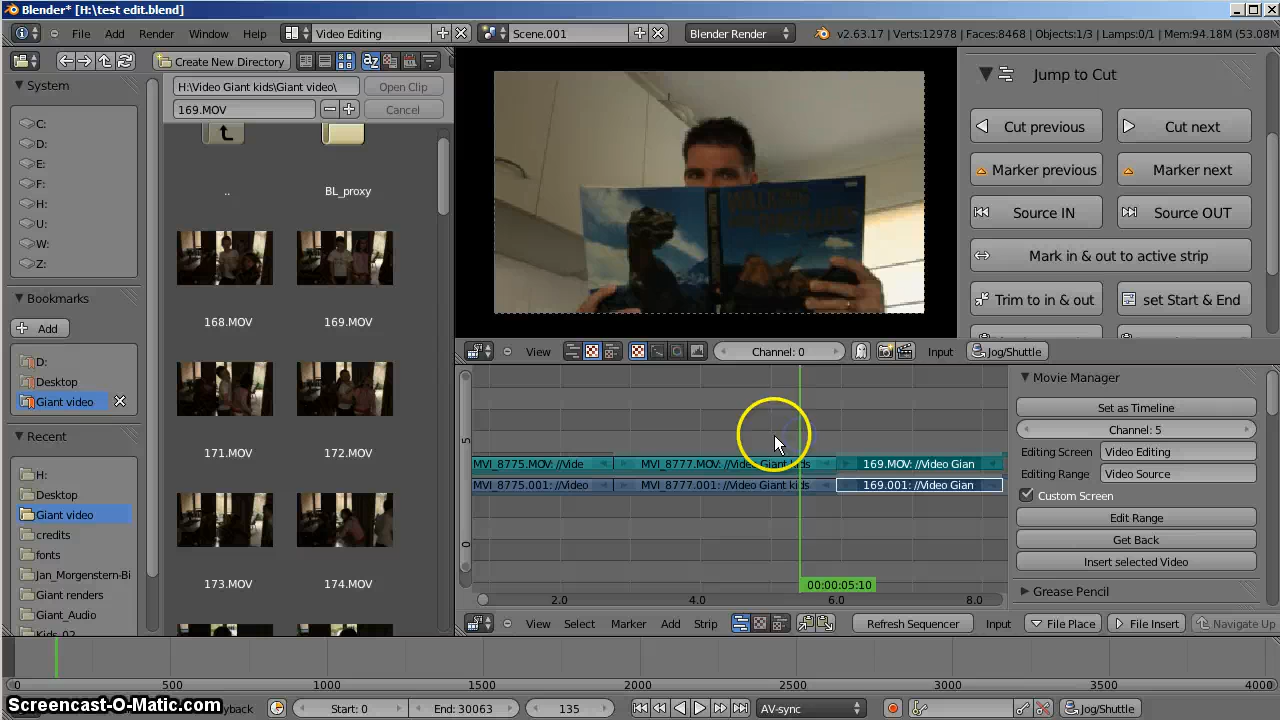 Blender* [H:\test edit.blend]
File Add Render Window Help Video Editing Scene.001 Blender Render v2.63.17 | Verts:12978 | Faces:8468 | Objects:1/3 | Lamps:0/1 | Mem:94.18M (53.08M
Create New Directory
System
C:
D:
E:
F:
H:
U:
W:
Z:
Bookmarks
Add
D:
Desktop
Giant video
Recent
H:
Desktop
Giant video
credits
fonts
Jan_Morgenstern-Bi
Giant renders
Giant_Audio
Kids_02
H:\Video Giant kids\Giant video\ Open Clip
169.MOV Cancel
.. BL_proxy
168.MOV 169.MOV
171.MOV 172.MOV
173.MOV 174.MOV
WALKING
View Channel: 0 Input Jog/Shuttle
Jump to Cut
Cut previous Cut next
Marker previous Marker next
Source IN Source OUT
Mark in & out to active strip
Trim to in & out set Start & End
5
0
MVI_8775.MOV: //Vide MVI_8777.MOV: //Video Giant kids 169.MOV: //Video Gian
MVI_8775.001: //Video MVI_8777.001: //Video Giant kids 169.001: //Video Gian
00:00:05:10
2.0 4.0 6.0 8.0
View Select Marker Add Strip Refresh Sequencer Input File Place File Insert Navigate Up
Movie Manager
Set as Timeline
Channel: 5
Editing Screen Video Editing
Editing Range Video Source
Custom Screen
Edit Range
Get Back
Insert selected Video
Grease Pencil
0 500 1000 1500 2000 2500 3000 3500 4000
Screencast-O-Matic.com
yback Start: 0 End: 30063 135 AV-sync Jog/Shuttle